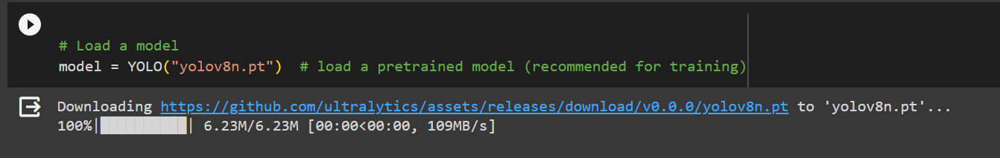 # Load a model
model = YOLO("yolov8n.pt")  # load a pretrained model (recommended for training)
Downloading https://github.com/ultralytics/assets/releases/download/v0.0.0/yolov8n.pt to 'yolov8n.pt'...
100%|██████████| 6.23M/6.23M [00:00<00:00, 109MB/s]